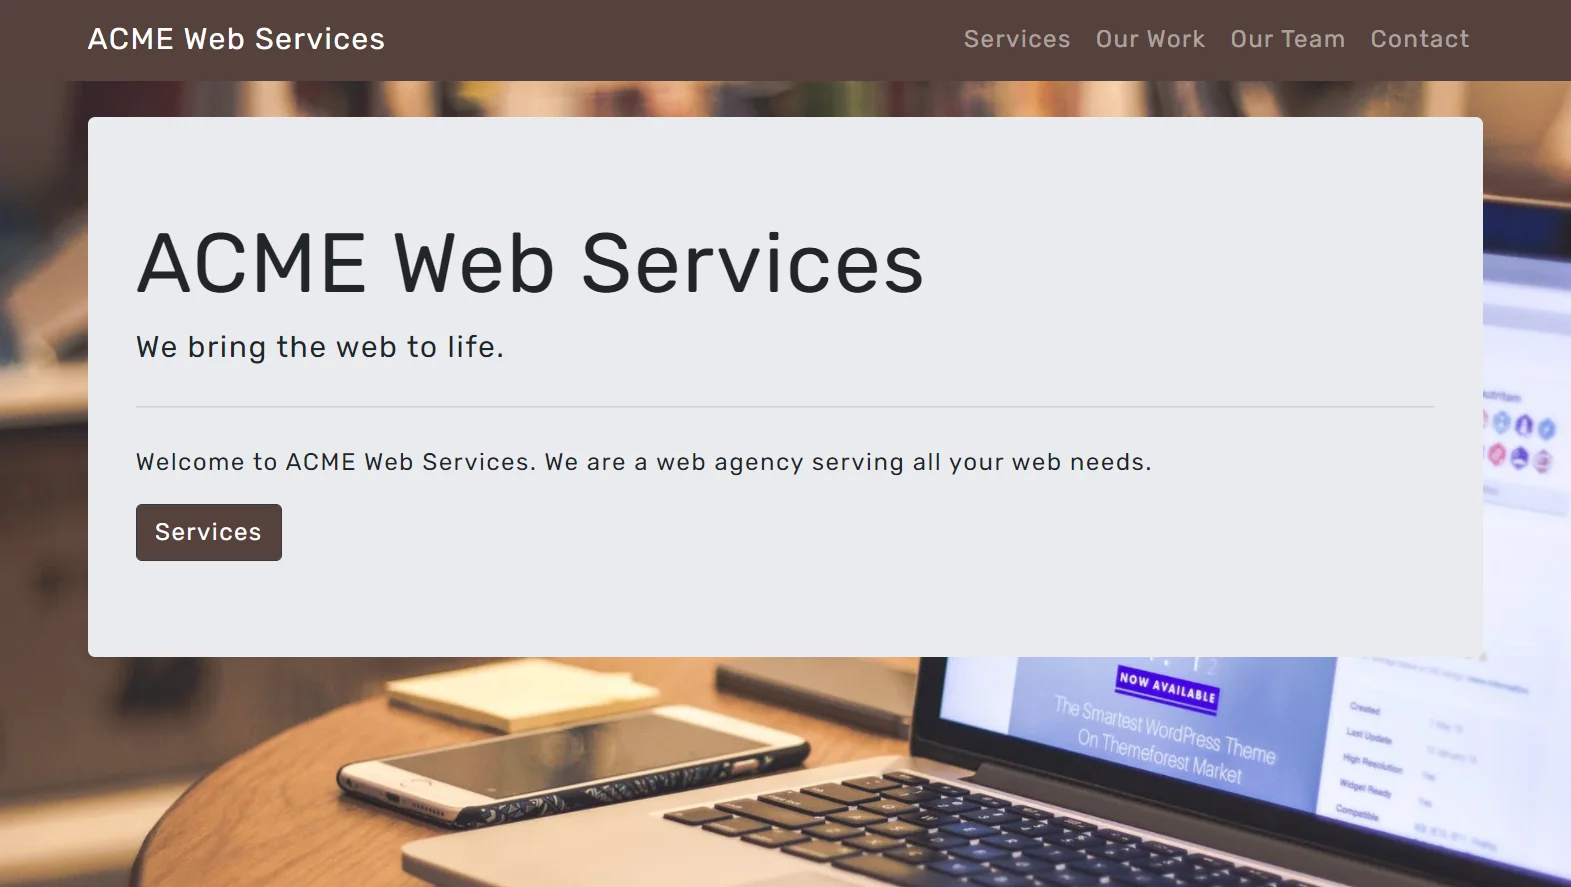 ACME Web Services
Services Our Work Our Team Contact
ACME Web Services
We bring the web to life.
Welcome to ACME Web Services. We are a web agency serving all your web needs.
Services
NOW AVAILABLE
The Smartest WordPress Theme
On Themeforest Market
Created
Last Update
High Resolution
Widget Ready
Compatible